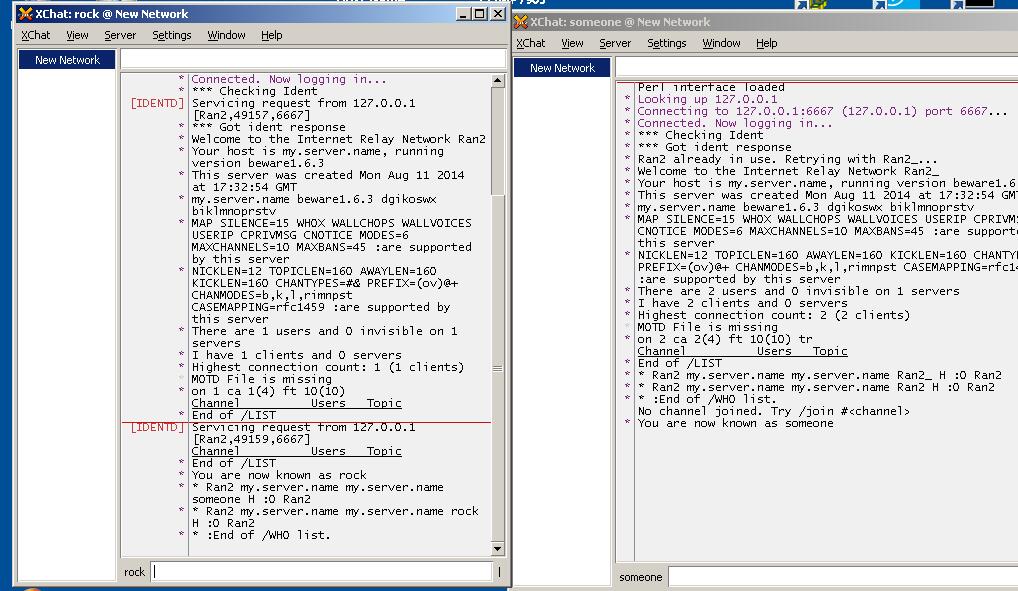 XChat: rock @ New Network
XChat View Server Settings Window Help
New Network
* Connected. Now logging in...
* *** Checking Ident
[IDENTD] Servicing request from 127.0.0.1
[Ran2,49157,6667]
* *** Got ident response
* Welcome to the Internet Relay Network Ran2
* Your host is my.server.name, running
version beware1.6.3
* This server was created Mon Aug 11 2014
at 17:32:54 GMT
* my.server.name beware1.6.3 dgikoswx
biklmnoprstv
* MAP SILENCE=15 WHOX WALLCHOPS WALLVOICES
USERIP CPRIVMSG CNOTICE MODES=6
MAXCHANNELS=10 MAXBANS=45 :are supported
by this server
* NICKLEN=12 TOPICLEN=160 AWAYLEN=160
KICKLEN=160 CHANTYPES=#& PREFIX=(ov)@+
CHANMODES=b,k,l,rimnpst
CASEMAPPING=rfc1459 :are supported by
this server
* There are 1 users and 0 invisible on 1
servers
* I have 1 clients and 0 servers
* Highest connection count: 1 (1 clients)
* MOTD File is missing
* on 1 ca 1(4) ft 10(10)
* Channel Users Topic
* End of /LIST
[IDENTD] Servicing request from 127.0.0.1
[Ran2,49159,6667]
* Channel Users Topic
* End of /LIST
* You are now known as rock
* * Ran2 my.server.name my.server.name
someone H :0 Ran2
* * Ran2 my.server.name my.server.name rock
H :0 Ran2
* * :End of /WHO list.
rock
XChat: someone @ New Network
XChat View Server Settings Window Help
New Network
Perl interface loaded
* Looking up 127.0.0.1
* Connecting to 127.0.0.1:6667 (127.0.0.1) port 6667...
* Connected. Now logging in...
* *** Checking Ident
* *** Got ident response
* Ran2 already in use. Retrying with Ran2_...
* Welcome to the Internet Relay Network Ran2_
* Your host is my.server.name, running version beware1.6
* This server was created Mon Aug 11 2014 at 17:32:54 GMT
* my.server.name beware1.6.3 dgikoswx biklmnoprstv
* MAP SILENCE=15 WHOX WALLCHOPS WALLVOICES USERIP CPRIVMS
CNOTICE MODES=6 MAXCHANNELS=10 MAXBANS=45 :are supporte
this server
* NICKLEN=12 TOPICLEN=160 AWAYLEN=160 KICKLEN=160 CHANTY
PREFIX=(ov)@+ CHANMODES=b,k,l,rimnpst CASEMAPPING=rfc14
:are supported by this server
* There are 2 users and 0 invisible on 1 servers
* I have 2 clients and 0 servers
* Highest connection count: 2 (2 clients)
* MOTD File is missing
* on 2 ca 2(4) ft 10(10) tr
* Channel Users Topic
* End of /LIST
* * Ran2 my.server.name my.server.name Ran2_ H :0 Ran2
* * Ran2 my.server.name my.server.name Ran2 H :0 Ran2
* * :End of /WHO list.
No channel joined. Try /join #<channel>
* You are now known as someone
someone